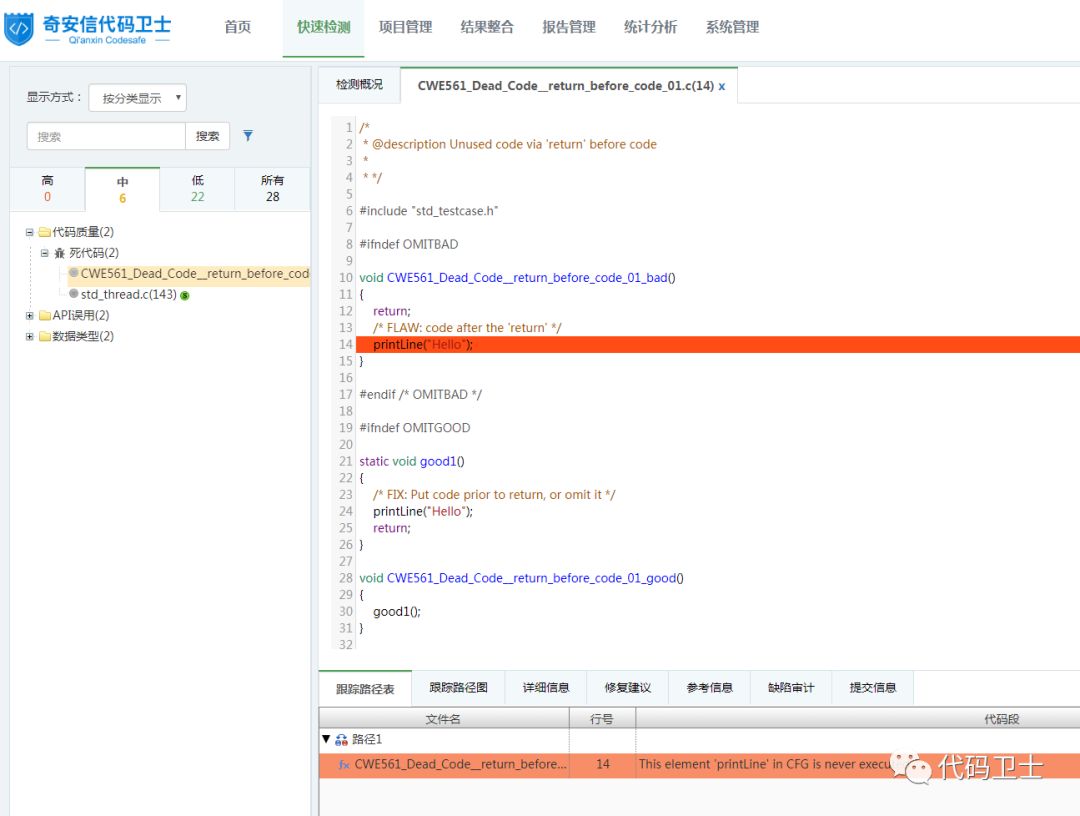 奇安信代码卫士
Qi'anxin Codesafe
首页 快速检测 项目管理 结果整合 报告管理 统计分析 系统管理
显示方式： 按分类显示
搜索 搜索
高 中 低 所有
0 6 22 28
代码质量(2)
死代码(2)
CWE561_Dead_Code__return_before_cod
std_thread.c(143) S
API误用(2)
数据类型(2)
检测概况 CWE561_Dead_Code__return_before_code_01.c(14) x
1 /*
2 * @description Unused code via 'return' before code
3 *
4 * */
5
6 #include "std_testcase.h"
7
8 #ifndef OMITBAD
9
10 void CWE561_Dead_Code__return_before_code_01_bad()
11 {
12 return;
13 /* FLAW: code after the 'return' */
14 printLine("Hello");
15 }
16
17 #endif /* OMITBAD */
18
19 #ifndef OMITGOOD
20
21 static void good1()
22 {
23 /* FIX: Put code prior to return, or omit it */
24 printLine("Hello");
25 return;
26 }
27
28 void CWE561_Dead_Code__return_before_code_01_good()
29 {
30 good1();
31 }
32
跟踪路径表 跟踪路径图 详细信息 修复建议 参考信息 缺陷审计 提交信息
文件名 行号 代码段
路径1
fx CWE561_Dead_Code__return_before... 14 This element 'printLine' in CFG is never execu
代码卫士